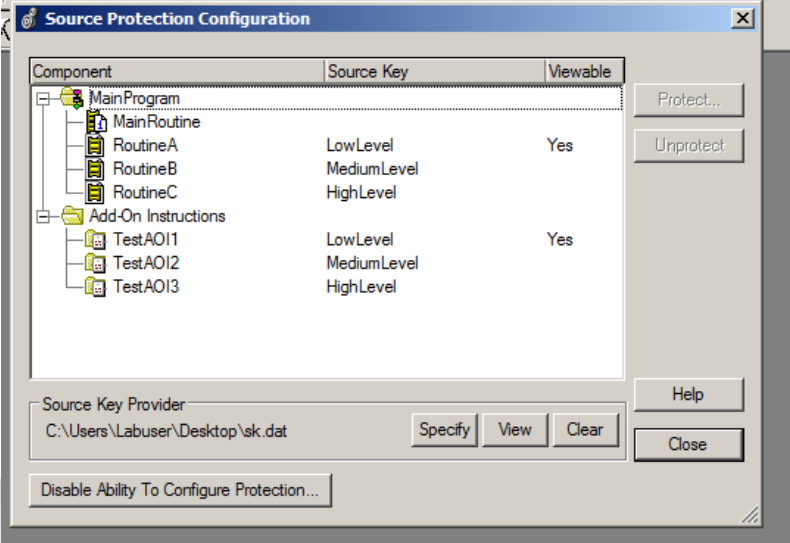 Source Protection Configuration
Component Source Key Viewable
MainProgram
MainRoutine
RoutineA LowLevel Yes
RoutineB MediumLevel
RoutineC HighLevel
Add-On Instructions
TestAOI1 LowLevel Yes
TestAOI2 MediumLevel
TestAOI3 HighLevel
Protect...
Unprotect
Help
Close
Source Key Provider
C:\Users\Labuser\Desktop\sk.dat Specify View Clear
Disable Ability To Configure Protection...